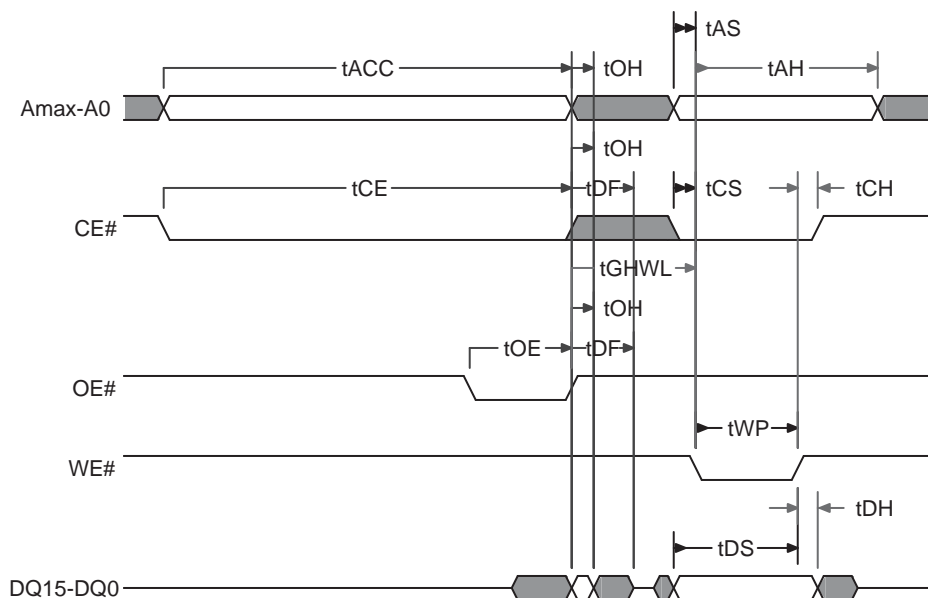 tAS
tACC tOH tAH
Amax-A0
tOH
tCE tDF tCS tCH
CE#
tGHWL
tOH
tOE tDF
OE#
tWP
WE#
tDH
tDS
DQ15-DQ0